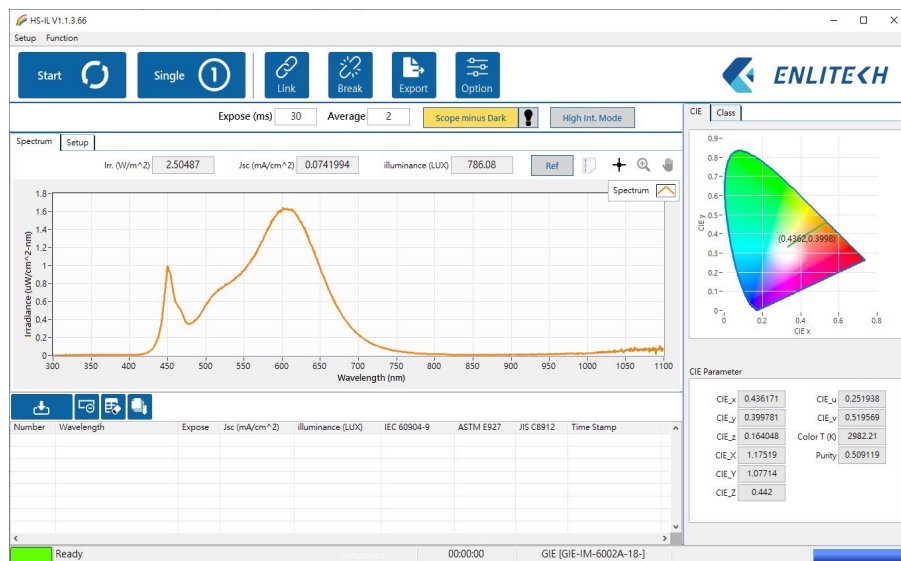 HS-IL V1.1.3.66
Setup Function
Start Single 1 Link Break Export Option ENLITECH
Expose (ms) 30 Average 2 Scope minus Dark High Int. Mode
CIE Class
Spectrum Setup
Irr. (W/m^2) 2.50487 Jsc (mA/cm^2) 0.0741994 illuminance (LUX) 786.08 Ref
Spectrum
1.8
1.6
1.4
1.2
1
0.8
0.6
0.4
0.2
0
Irradiance (uW/cm^2-nm)
300 350 400 450 500 550 600 650 700 750 800 850 900 950 1000 1050 1100
Wavelength (nm)
0.9
0.8
0.7
0.6
0.5
0.4
0.3
0.2
0.1
0
CIE y
(0.4362,0.3998)
0 0.2 0.4 0.6 0.8
CIE x
CIE Parameter
CIE_x 0.436171 CIE_u 0.251938
CIE_y 0.399781 CIE_v 0.519569
CIE_z 0.164048 Color T (K) 2982.21
CIE_X 1.17519 Purity 0.509119
CIE_Y 1.07714
CIE_Z 0.442
Number Wavelength Expose Jsc (mA/cm^2) illuminance (LUX) IEC 60904-9 ASTM E927 JIS C8912 Time Stamp
Ready 00:00:00 GIE [GIE-IM-6002A-18-]